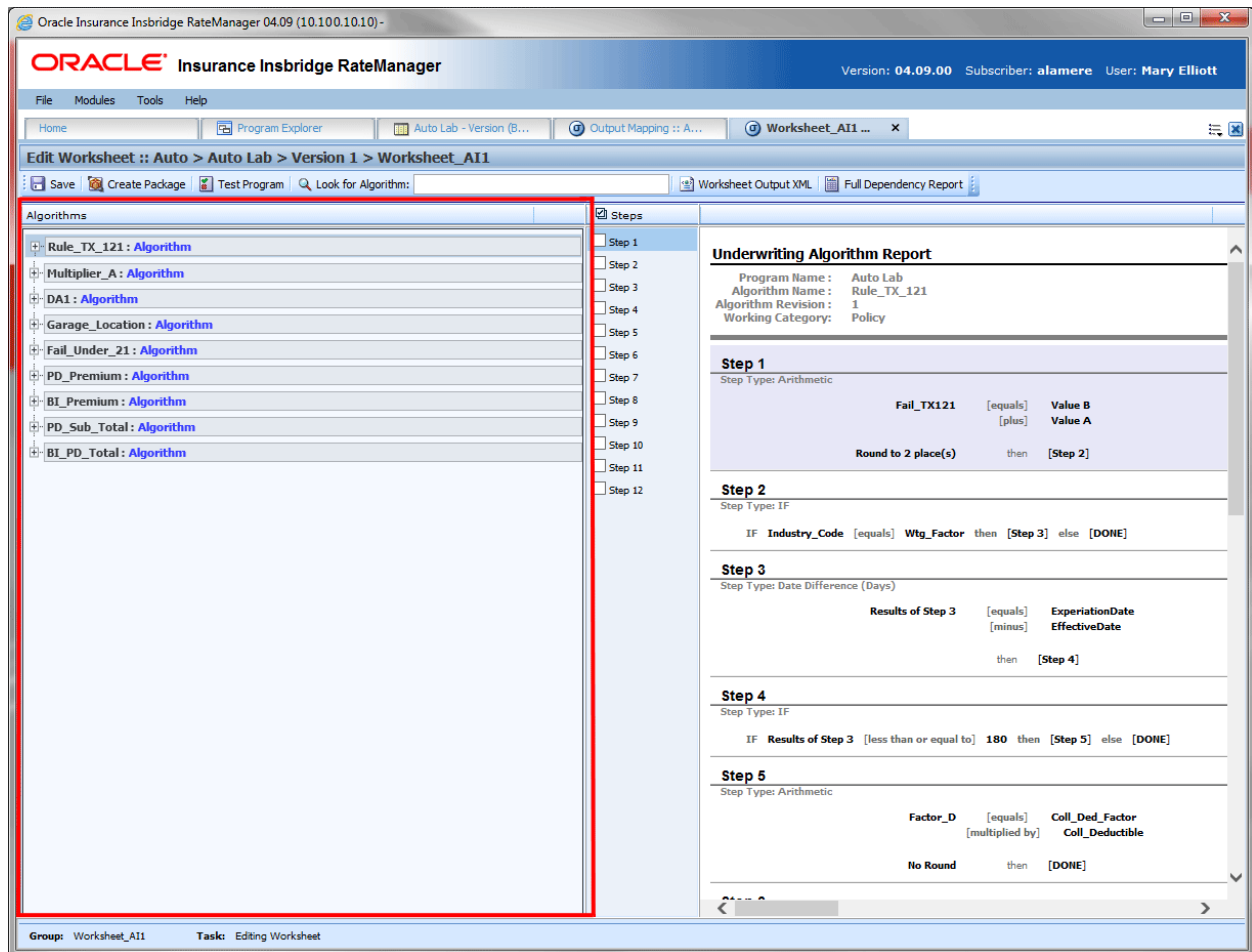 Oracle Insurance Insbridge RateManager 04.09 (10.100.10.10) -
ORACLE Insurance Insbridge RateManager
Version: 04.09.00 Subscriber: alamere User: Mary Elliott
File Modules Tools Help
Home Program Explorer Auto Lab - Version (B... Output Mapping :: A... Worksheet_AI1 ... x
Edit Worksheet :: Auto > Auto Lab > Version 1 > Worksheet_AI1
Save Create Package Test Program Look for Algorithm: Worksheet Output XML Full Dependency Report
Algorithms
Rule_TX_121 : Algorithm
Multiplier_A : Algorithm
DA1 : Algorithm
Garage_Location : Algorithm
Fail_Under_21 : Algorithm
PD_Premium : Algorithm
BI_Premium : Algorithm
PD_Sub_Total : Algorithm
BI_PD_Total : Algorithm
Steps
Step 1
Step 2
Step 3
Step 4
Step 5
Step 6
Step 7
Step 8
Step 9
Step 10
Step 11
Step 12
Underwriting Algorithm Report
Program Name : Auto Lab
Algorithm Name : Rule_TX_121
Algorithm Revision : 1
Working Category: Policy
Step 1
Step Type: Arithmetic
Fail_TX121 [equals] Value B
[plus] Value A
Round to 2 place(s) then [Step 2]
Step 2
Step Type: IF
IF Industry_Code [equals] Wtg_Factor then [Step 3] else [DONE]
Step 3
Step Type: Date Difference (Days)
Results of Step 3 [equals] ExperiationDate
[minus] EffectiveDate
then [Step 4]
Step 4
Step Type: IF
IF Results of Step 3 [less than or equal to] 180 then [Step 5] else [DONE]
Step 5
Step Type: Arithmetic
Factor_D [equals] Coll_Ded_Factor
[multiplied by] Coll_Deductible
No Round then [DONE]
Group: Worksheet_AI1 Task: Editing Worksheet